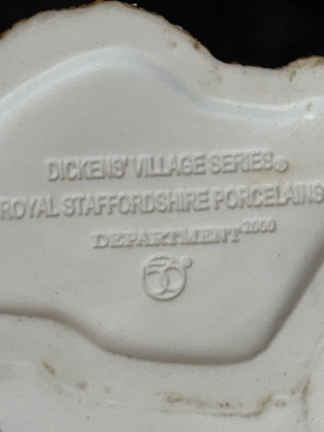 DICKENS' VILLAGE SERIES®
ROYAL STAFFORDSHIRE PORCELAINS
DEPARTMENT 2000
56